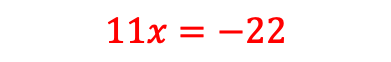 11x = −22